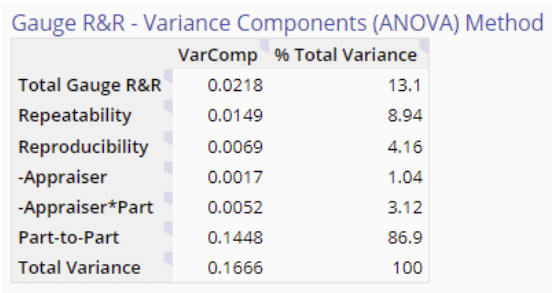 Gauge R&R - Variance Components (ANOVA) Method
VarComp % Total Variance
Total Gauge R&R 0.0218 13.1
Repeatability 0.0149 8.94
Reproducibility 0.0069 4.16
-Appraiser 0.0017 1.04
-Appraiser*Part 0.0052 3.12
Part-to-Part 0.1448 86.9
Total Variance 0.1666 100